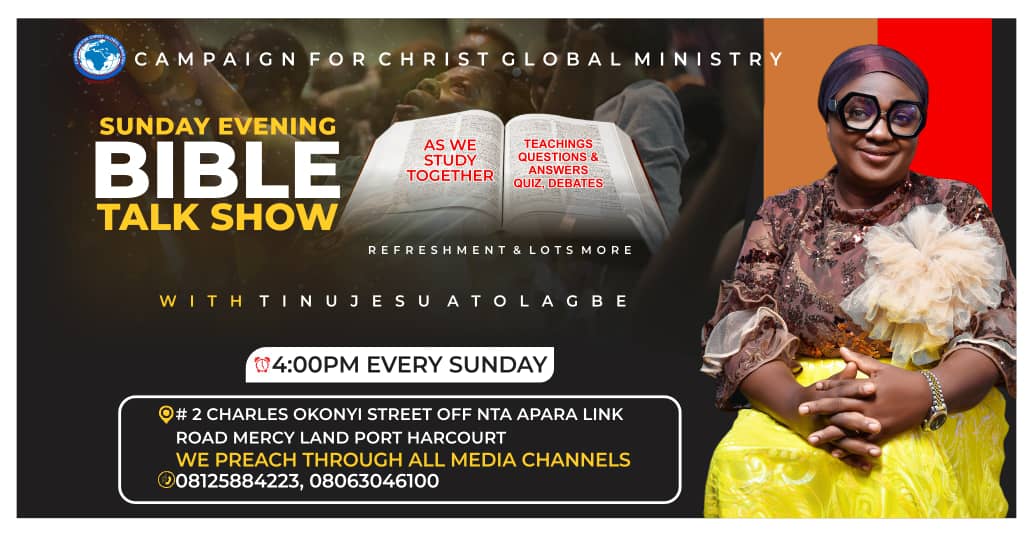 CAMPAIGN FOR CHRIST GLOBAL MINISTRY
SUNDAY EVENING
BIBLE
TALK SHOW
AS WE
STUDY
TOGETHER
TEACHINGS
QUESTIONS &
ANSWERS
QUIZ, DEBATES
REFRESHMENT & LOTS MORE
WITH TINUJESU ATOLAGBE
4:00PM EVERY SUNDAY
# 2 CHARLES OKONYI STREET OFF NTA APARA LINK
ROAD MERCY LAND PORT HARCOURT
WE PREACH THROUGH ALL MEDIA CHANNELS
08125884223, 08063046100